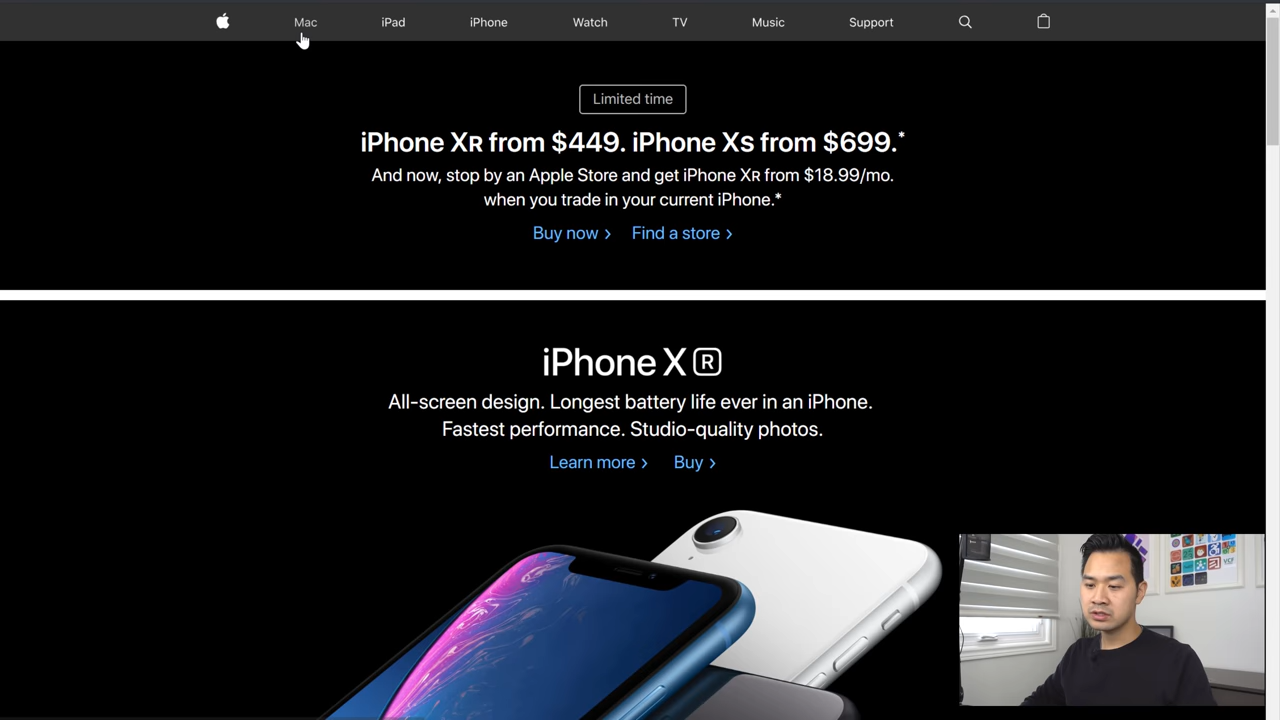 Mac iPad iPhone Watch TV Music Support
Limited time
iPhone XR from $449. iPhone XS from $699.*
And now, stop by an Apple Store and get iPhone XR from $18.99/mo.
when you trade in your current iPhone.*
Buy now > Find a store >
iPhone X R
All-screen design. Longest battery life ever in an iPhone.
Fastest performance. Studio-quality photos.
Learn more > Buy >